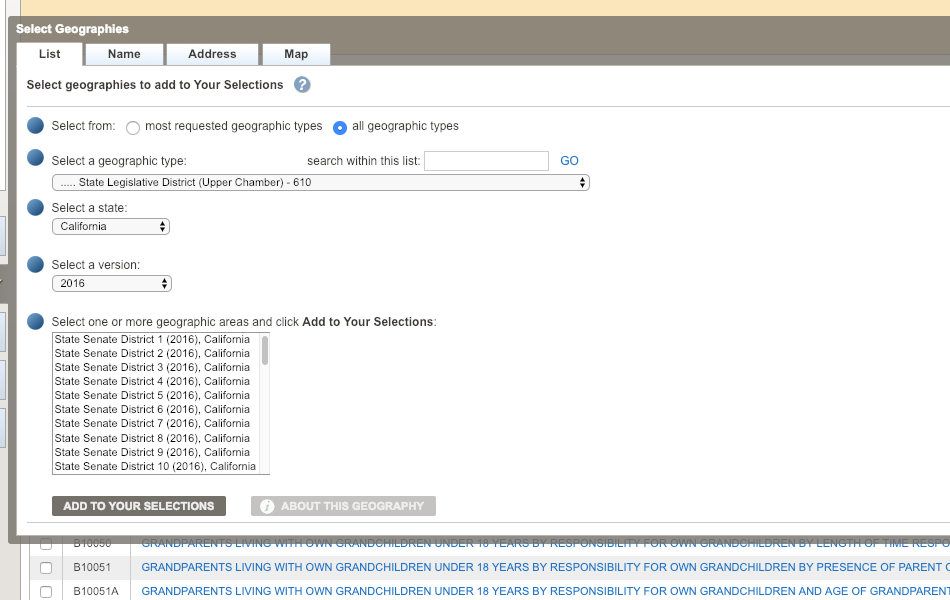 Select Geographies
List Name Address Map
Select geographies to add to Your Selections ?
Select from: most requested geographic types all geographic types
Select a geographic type: search within this list: GO
..... State Legislative District (Upper Chamber) - 610
Select a state:
California
Select a version:
2016
Select one or more geographic areas and click Add to Your Selections:
State Senate District 1 (2016), California
State Senate District 2 (2016), California
State Senate District 3 (2016), California
State Senate District 4 (2016), California
State Senate District 5 (2016), California
State Senate District 6 (2016), California
State Senate District 7 (2016), California
State Senate District 8 (2016), California
State Senate District 9 (2016), California
State Senate District 10 (2016), California
ADD TO YOUR SELECTIONS i ABOUT THIS GEOGRAPHY
B10050 GRANDPARENTS LIVING WITH OWN GRANDCHILDREN UNDER 18 YEARS BY RESPONSIBILITY FOR OWN GRANDCHILDREN BY LENGTH OF TIME RESPO
B10051 GRANDPARENTS LIVING WITH OWN GRANDCHILDREN UNDER 18 YEARS BY RESPONSIBILITY FOR OWN GRANDCHILDREN BY PRESENCE OF PARENT
B10051A GRANDPARENTS LIVING WITH OWN GRANDCHILDREN UNDER 18 YEARS BY RESPONSIBILITY FOR OWN GRANDCHILDREN AND AGE OF GRANDPAREN